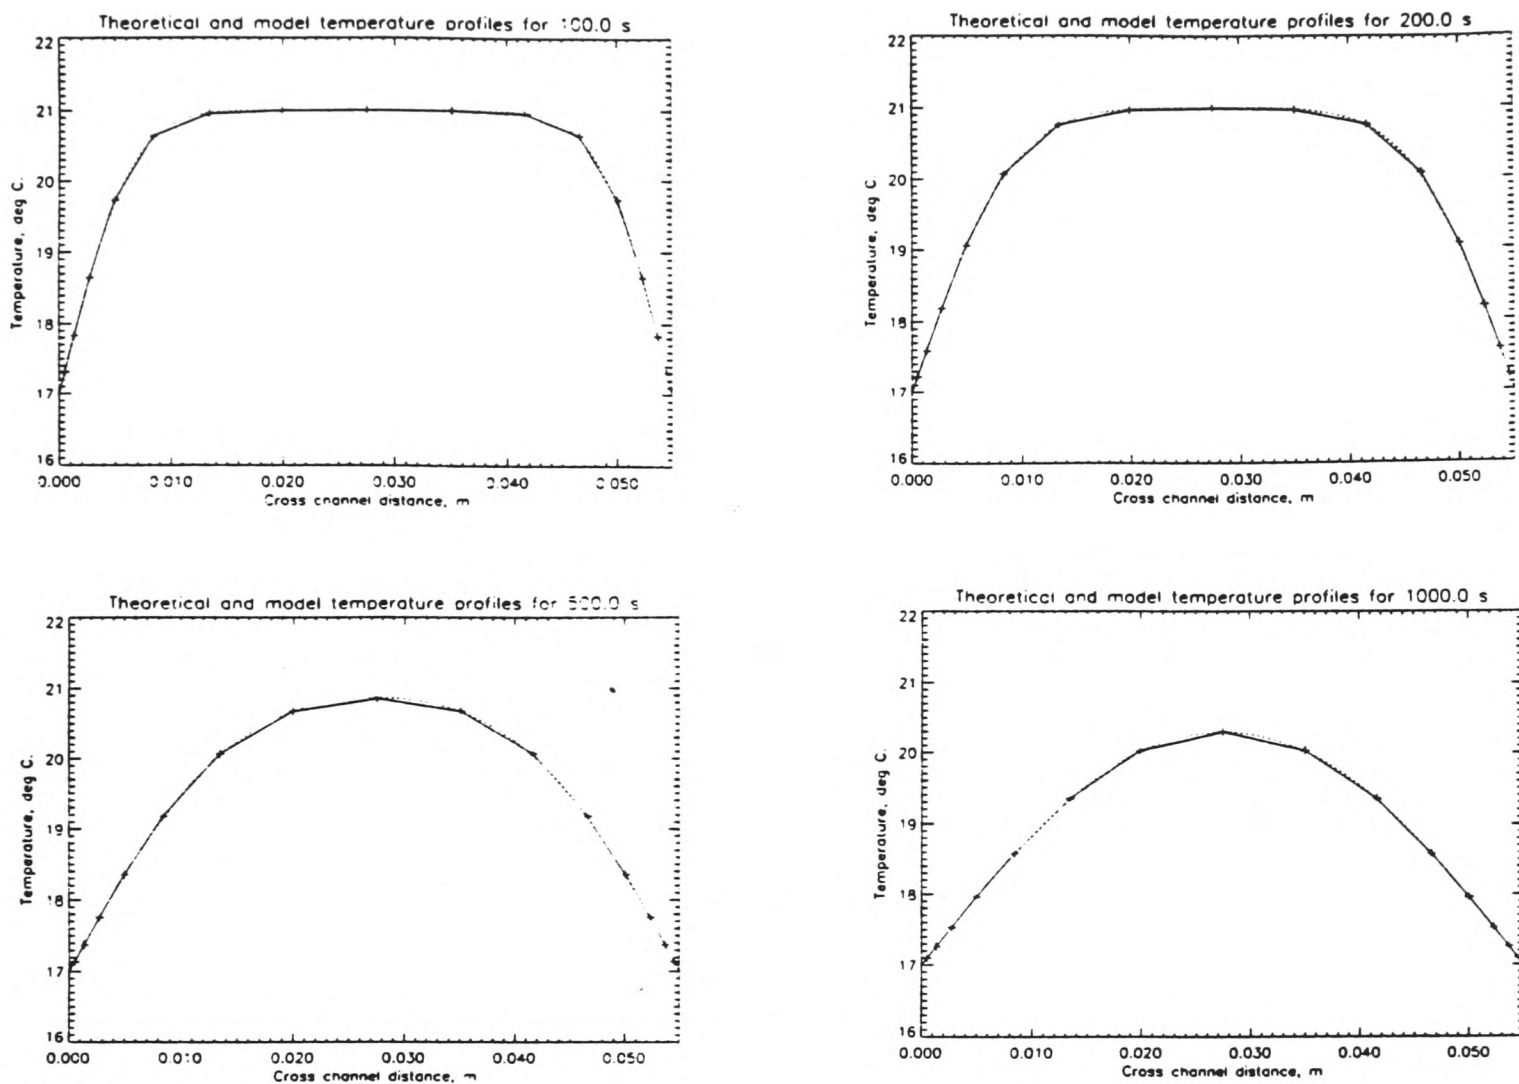 Theoretical and model temperature profiles for 100.0 s
22
21
20
19
18
17
16
Temperature, deg C.
0.000 0.010 0.020 0.030 0.040 0.050
Cross channel distance, m
Theoretical and model temperature profiles for 200.0 s
22
21
20
19
18
17
16
Temperature, deg C.
0.000 0.010 0.020 0.030 0.040 0.050
Cross channel distance, m
Theoretical and model temperature profiles for 500.0 s
22
21
20
19
18
17
16
Temperature, deg C.
0.000 0.010 0.020 0.030 0.040 0.050
Cross channel distance, m
Theoretical and model temperature profiles for 1000.0 s
22
21
20
19
18
17
16
Temperature, deg C.
0.000 0.010 0.020 0.030 0.040 0.050
Cross channel distance, m